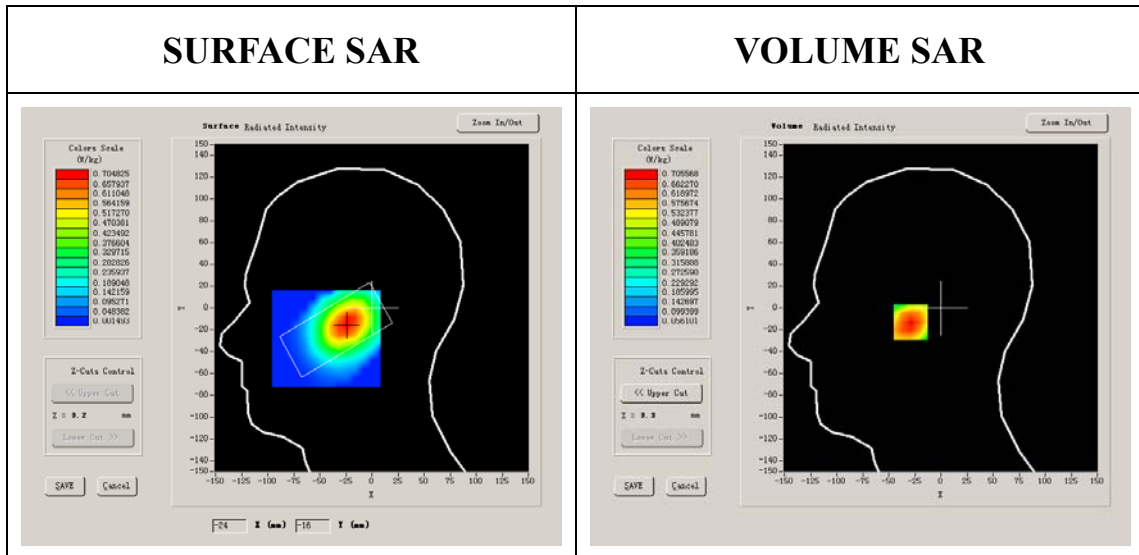 SURFACE SAR
Surface Radiated Intensity
Zoom In/Out
Colors Scale
(W/kg)
0.704825
0.657937
0.611048
0.564159
0.517270
0.470381
0.423492
0.376604
0.329715
0.282826
0.235937
0.189048
0.142159
0.095271
0.048382
0.001493
150
140
120
100
80
60
40
20
0
-20
-40
-60
-80
-100
-120
-140
-150
Y
-150 -125 -100 -75 -50 -25 0 25 50 75 100 125 150
X
Z-Cuts Control
<< Upper Cut
Lower Cut >>
SAVE Cancel
-24 X (mm) -16 Y (mm)
VOLUME SAR
Volume Radiated Intensity
Zoom In/Out
Colors Scale
(W/kg)
0.705568
0.662270
0.618972
0.575674
0.532377
0.489079
0.445781
0.402483
0.359186
0.315888
0.272590
0.229292
0.185995
0.142697
0.099399
0.056101
150
140
120
100
80
60
40
20
0
-20
-40
-60
-80
-100
-120
-140
-150
Y
-150 -125 -100 -75 -50 -25 0 25 50 75 100 125 150
X
Z-Cuts Control
<< Upper Cut
Lower Cut >>
SAVE Cancel